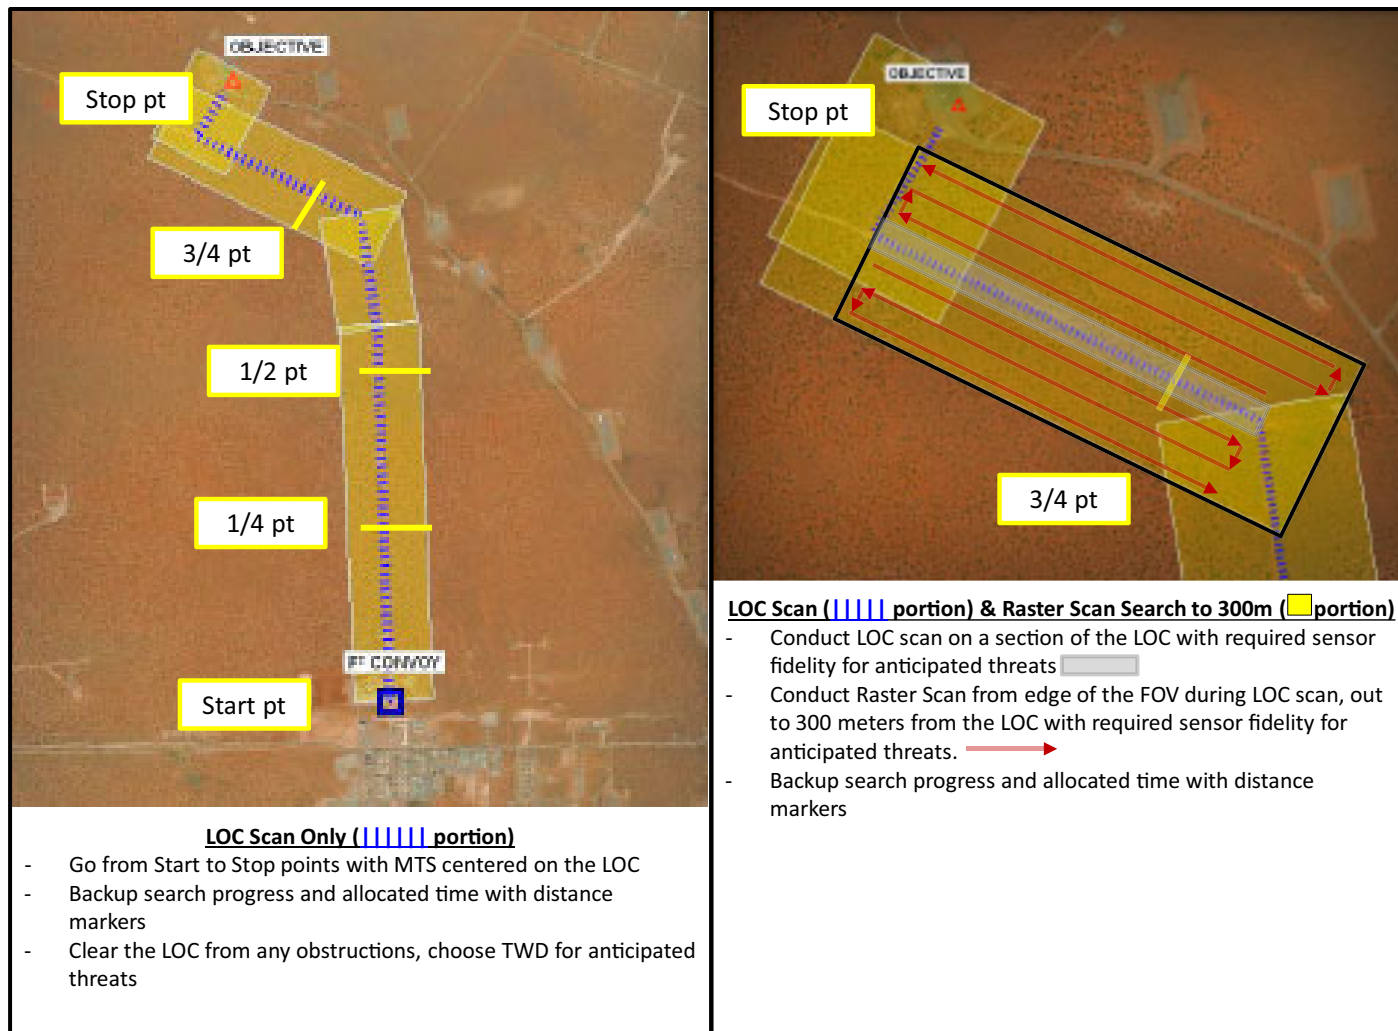 OBJECTIVE
Stop pt
3/4 pt
1/2 pt
1/4 pt
FT CONVOY
Start pt
LOC Scan Only (|||||| portion)
- Go from Start to Stop points with MTS centered on the LOC
- Backup search progress and allocated time with distance
markers
- Clear the LOC from any obstructions, choose TWD for anticipated
threats
OBJECTIVE
Stop pt
3/4 pt
LOC Scan (||||| portion) & Raster Scan Search to 300m ( portion)
- Conduct LOC scan on a section of the LOC with required sensor
fidelity for anticipated threats
- Conduct Raster Scan from edge of the FOV during LOC scan, out
to 300 meters from the LOC with required sensor fidelity for
anticipated threats.
- Backup search progress and allocated time with distance
markers